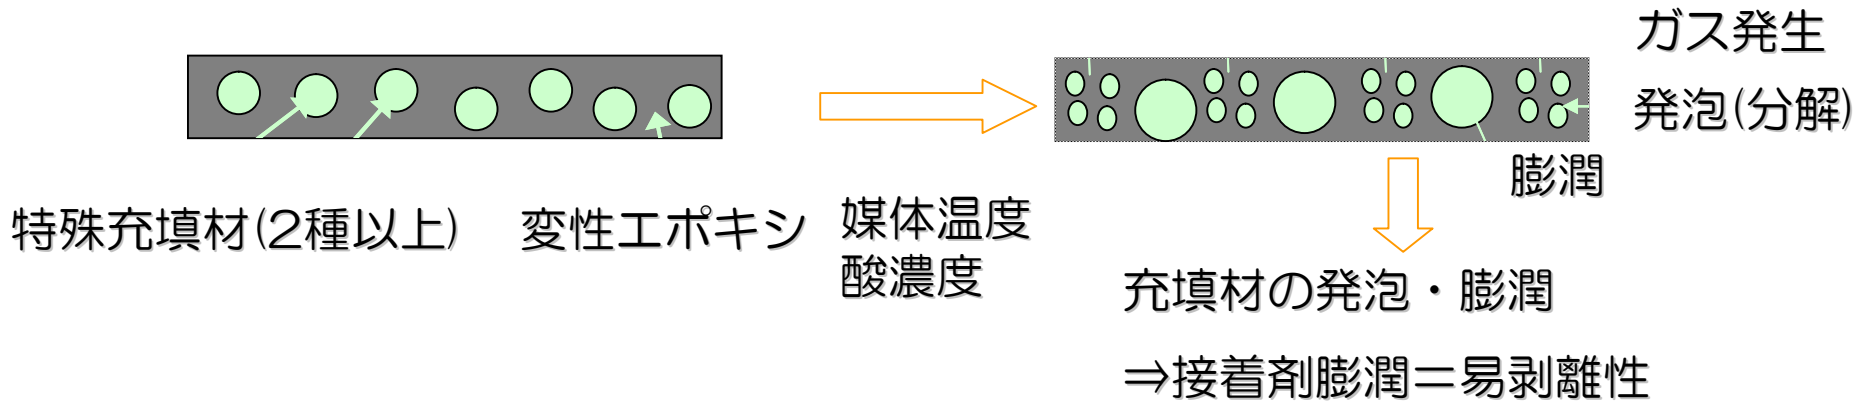 ガス発生
発泡(分解)
膨潤
特殊充填材(2種以上)
変性エポキシ
媒体温度
酸濃度
充填材の発泡・膨潤
⇒接着剤膨潤＝易剥離性